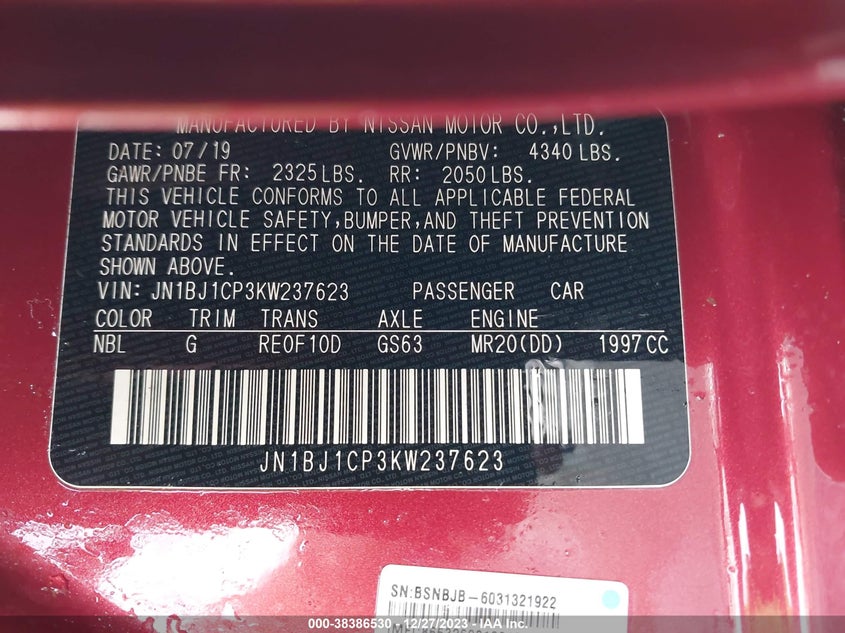 MANUFACTURED BY NISSAN MOTOR CO.,LTD.
DATE: 07/19 GVWR/PNBV: 4340 LBS.
GAWR/PNBE FR: 2325 LBS. RR: 2050 LBS.
THIS VEHICLE CONFORMS TO ALL APPLICABLE FEDERAL
MOTOR VEHICLE SAFETY,BUMPER,AND THEFT PREVENTION
STANDARDS IN EFFECT ON THE DATE OF MANUFACTURE
SHOWN ABOVE.
VIN: JN1BJ1CP3KW237623 PASSENGER CAR
COLOR TRIM TRANS AXLE ENGINE
NBL G RE0F10D GS63 MR20(DD) 1997CC
JN1BJ1CP3KW237623
SN:BSNBJB-6031321922
100000-38386530 - 12/27/2023 - IAA Inc.